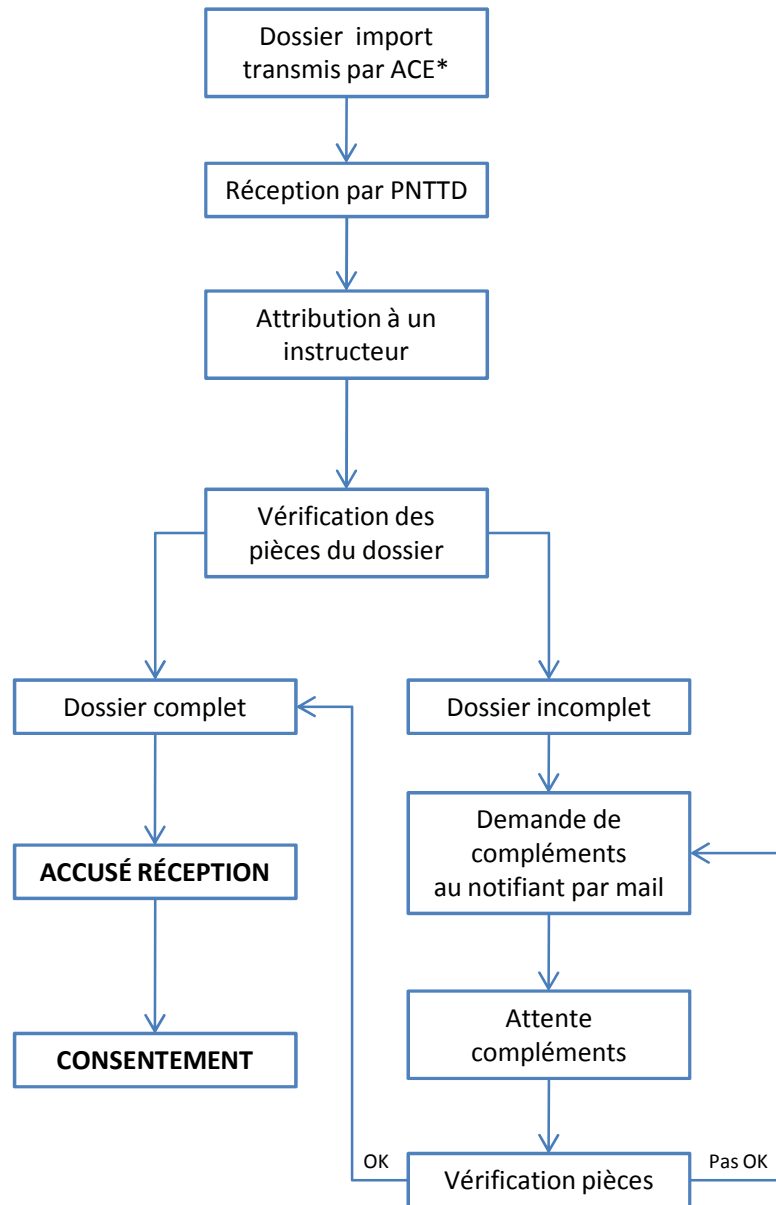 Dossier import
transmis par ACE*
Réception par PNTTD
Attribution à un
instructeur
Vérification des
pièces du dossier
Dossier complet
Dossier incomplet
ACCUSÉ RÉCEPTION
Demande de
compléments
au notifiant par mail
CONSENTEMENT
Attente
compléments
OK
Vérification pièces
Pas OK